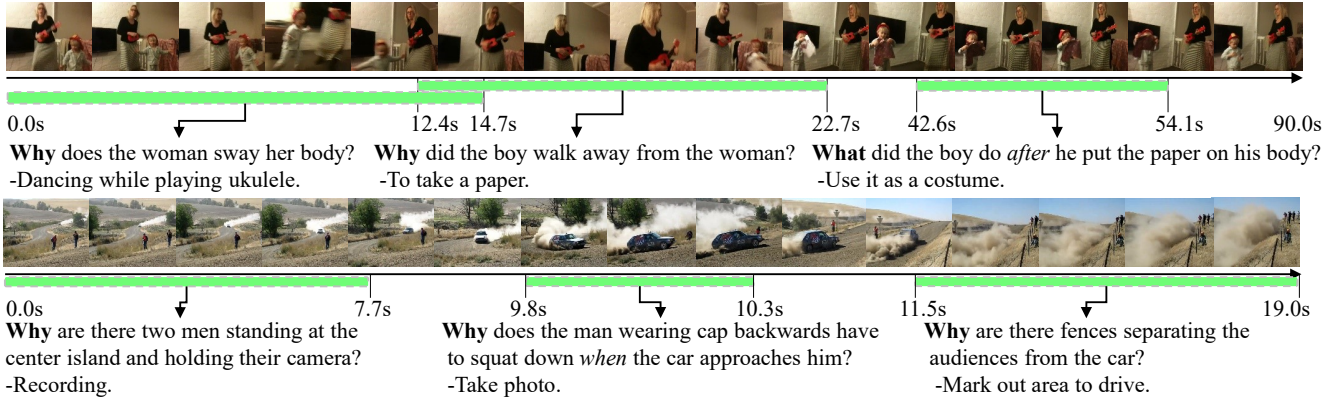 0.0s 12.4s 14.7s 22.7s 42.6s 54.1s 90.0s
Why does the woman sway her body?
-Dancing while playing ukulele.
Why did the boy walk away from the woman?
-To take a paper.
What did the boy do after he put the paper on his body?
-Use it as a costume.
0.0s 7.7s 9.8s 10.3s 11.5s 19.0s
Why are there two men standing at the
center island and holding their camera?
-Recording.
Why does the man wearing cap backwards have
to squat down when the car approaches him?
-Take photo.
Why are there fences separating the
audiences from the car?
-Mark out area to drive.